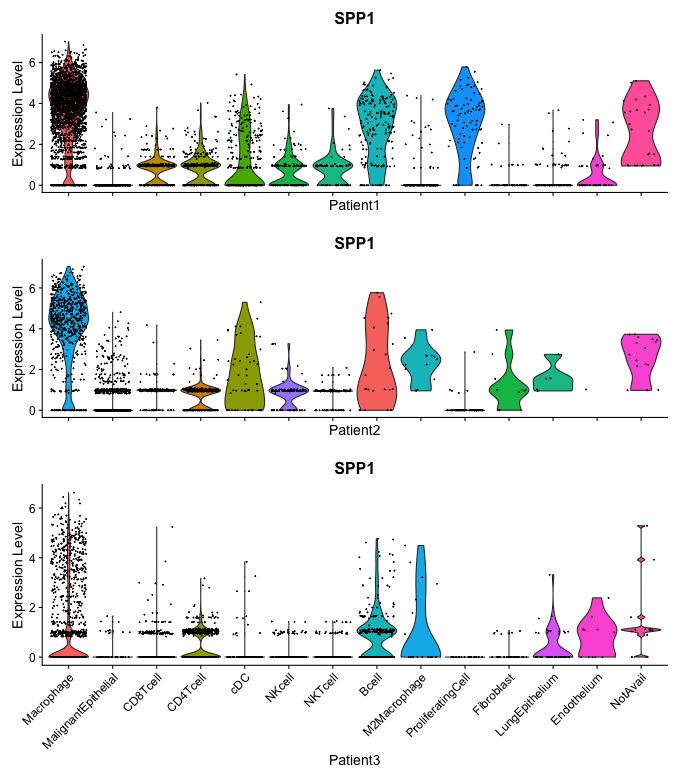 SPP1
Expression Level
6
4
2
0
Patient1
SPP1
Expression Level
6
4
2
0
Patient2
SPP1
Expression Level
6
4
2
0
Macrophage
MalignantEpithelial
CD8Tcell
CD4Tcell
cDC
NKcell
NKTcell
Bcell
M2Macrophage
ProliferatingCell
Fibroblast
LungEpithelium
Endothelium
NotAvail
Patient3